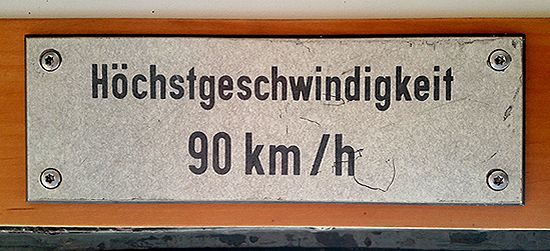 Höchstgeschwindigkeit
90 km/h